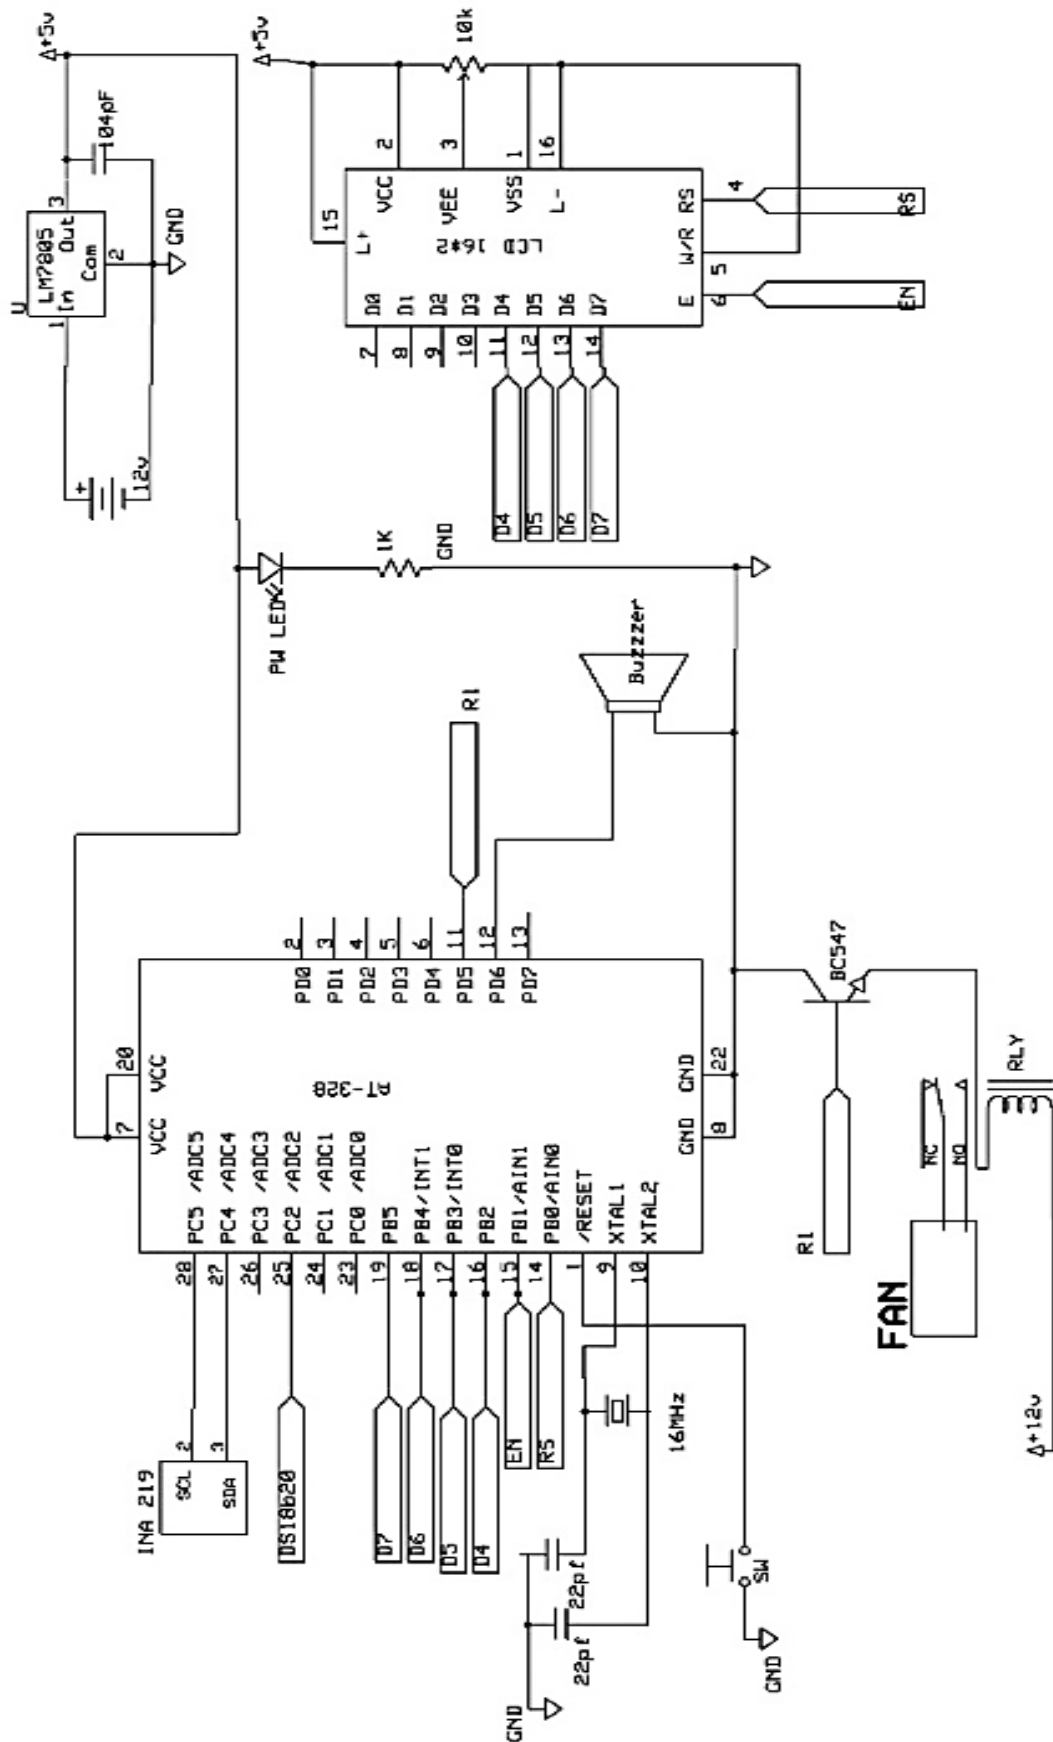 INA 219
SCL 2
SDA 3
DS18b20
D7
D6
D5
D4
EN
RS
GND
22pf
22pf
16MHz
SW
GND
28 PC5 /ADC5
27 PC4 /ADC4
26 PC3 /ADC3
25 PC2 /ADC2
24 PC1 /ADC1
23 PC0 /ADC0
19 PB5
18 PB4/INT1
17 PB3/INT0
16 PB2
15 PB1/AIN1
14 PB0/AIN0
1 /RESET
9 XTAL1
10 XTAL2
7 VCC
20 VCC
AT-328
GND 8
GND 22
PD0 2
PD1 3
PD2 4
PD3 5
PD4 6
PD5 11
PD6 12
PD7 13
R1
Buzzzer
PW LED
1K
GND
FAN
NC
NO
R1
BC547
RLY
+12v
12v
+
U
LM7805
1 In
Out 3
Com 2
GND
104pF
+5v
+5v
10k
LCD 16*2
L+ 15
VCC 2
VEE 3
VSS 1
L- 16
7 D0
8 D1
9 D2
10 D3
11 D4
12 D5
13 D6
14 D7
D4
D5
D6
D7
E 6
W/R 5
RS 4
EN
RS